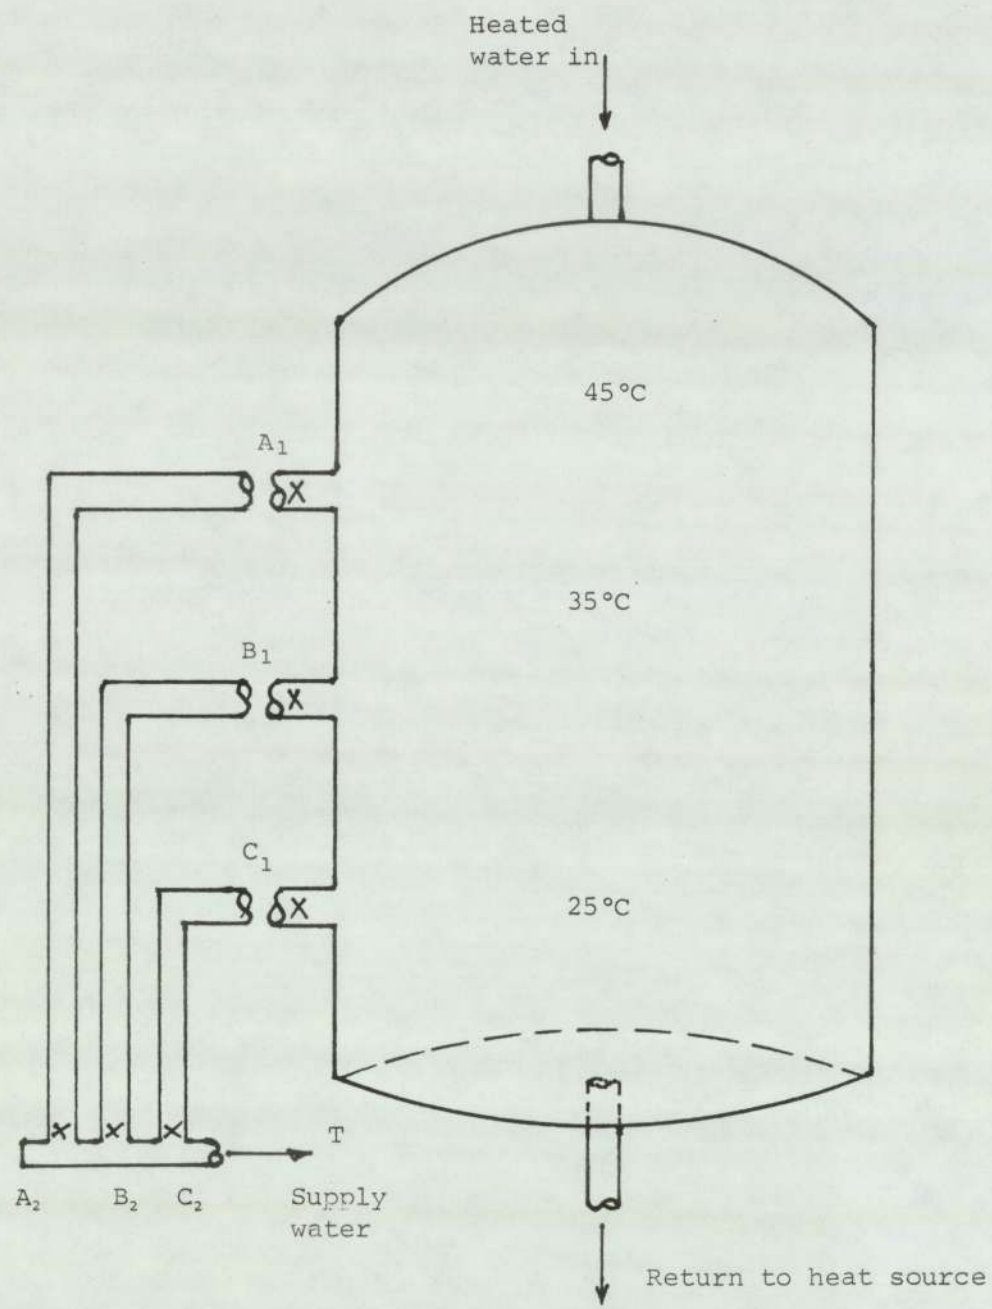 Heated
water in
45°C
A₁
35°C
B₁
C₁
25°C
T
A₂ B₂ C₂ Supply
water
Return to heat source